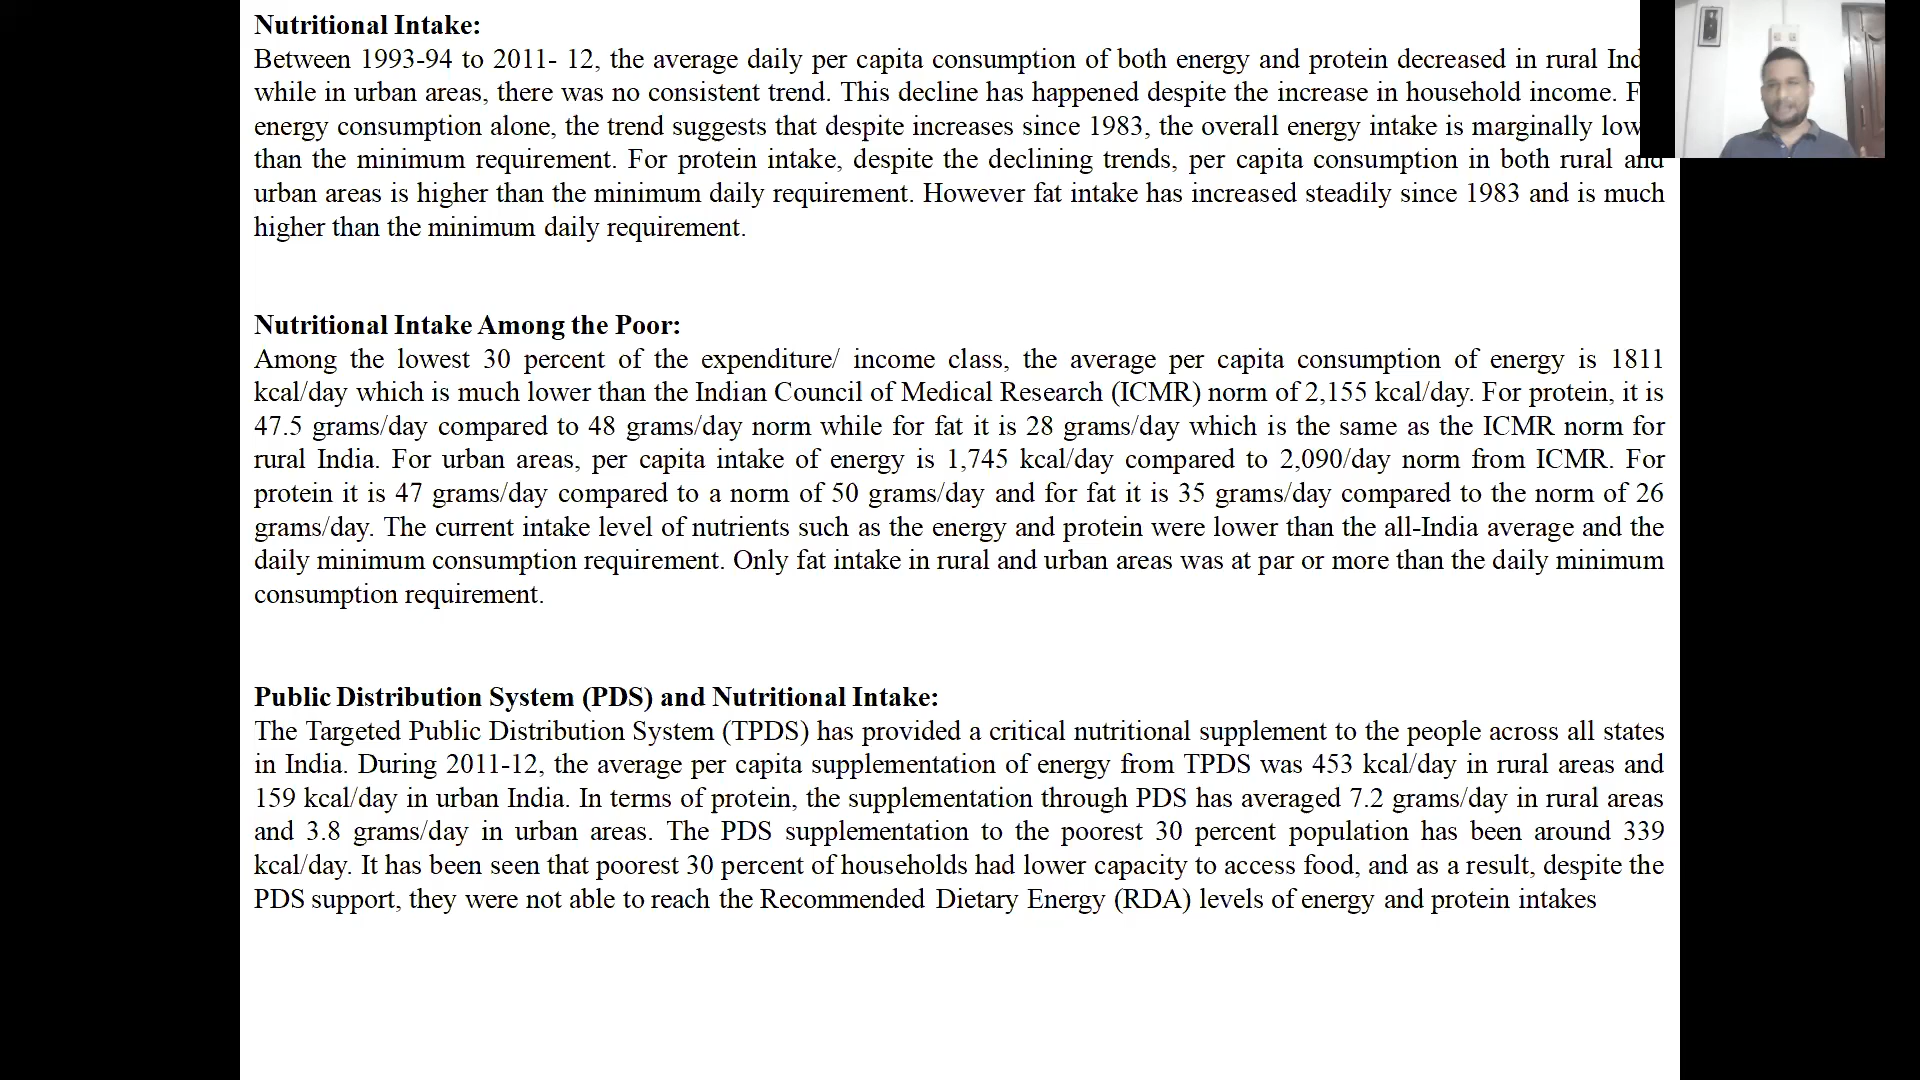 Nutritional Intake:
Between 1993-94 to 2011- 12, the average daily per capita consumption of both energy and protein decreased in rural
while in urban areas, there was no consistent trend. This decline has happened despite the increase in household income.
energy consumption alone, the trend suggests that despite increases since 1983, the overall energy intake is marginally
than the minimum requirement. For protein intake, despite the declining trends, per capita consumption in both rural and
urban areas is higher than the minimum daily requirement. However fat intake has increased steadily since 1983 and is much
higher than the minimum daily requirement.
Nutritional Intake Among the Poor:
Among the lowest 30 percent of the expenditure/ income class, the average per capita consumption of energy is 1811
kcal/day which is much lower than the Indian Council of Medical Research (ICMR) norm of 2,155 kcal/day. For protein, it is
47.5 grams/day compared to 48 grams/day norm while for fat it is 28 grams/day which is the same as the ICMR norm for
rural India. For urban areas, per capita intake of energy is 1,745 kcal/day compared to 2,090/day norm from ICMR. For
protein it is 47 grams/day compared to a norm of 50 grams/day and for fat it is 35 grams/day compared to the norm of 26
grams/day. The current intake level of nutrients such as the energy and protein were lower than the all-India average and the
daily minimum consumption requirement. Only fat intake in rural and urban areas was at par or more than the daily minimum
consumption requirement.
Public Distribution System (PDS) and Nutritional Intake:
The Targeted Public Distribution System (TPDS) has provided a critical nutritional supplement to the people across all states
in India. During 2011-12, the average per capita supplementation of energy from TPDS was 453 kcal/day in rural areas and
159 kcal/day in urban India. In terms of protein, the supplementation through PDS has averaged 7.2 grams/day in rural areas
and 3.8 grams/day in urban areas. The PDS supplementation to the poorest 30 percent population has been around 339
kcal/day. It has been seen that poorest 30 percent of households had lower capacity to access food, and as a result, despite the
PDS support, they were not able to reach the Recommended Dietary Energy (RDA) levels of energy and protein intakes